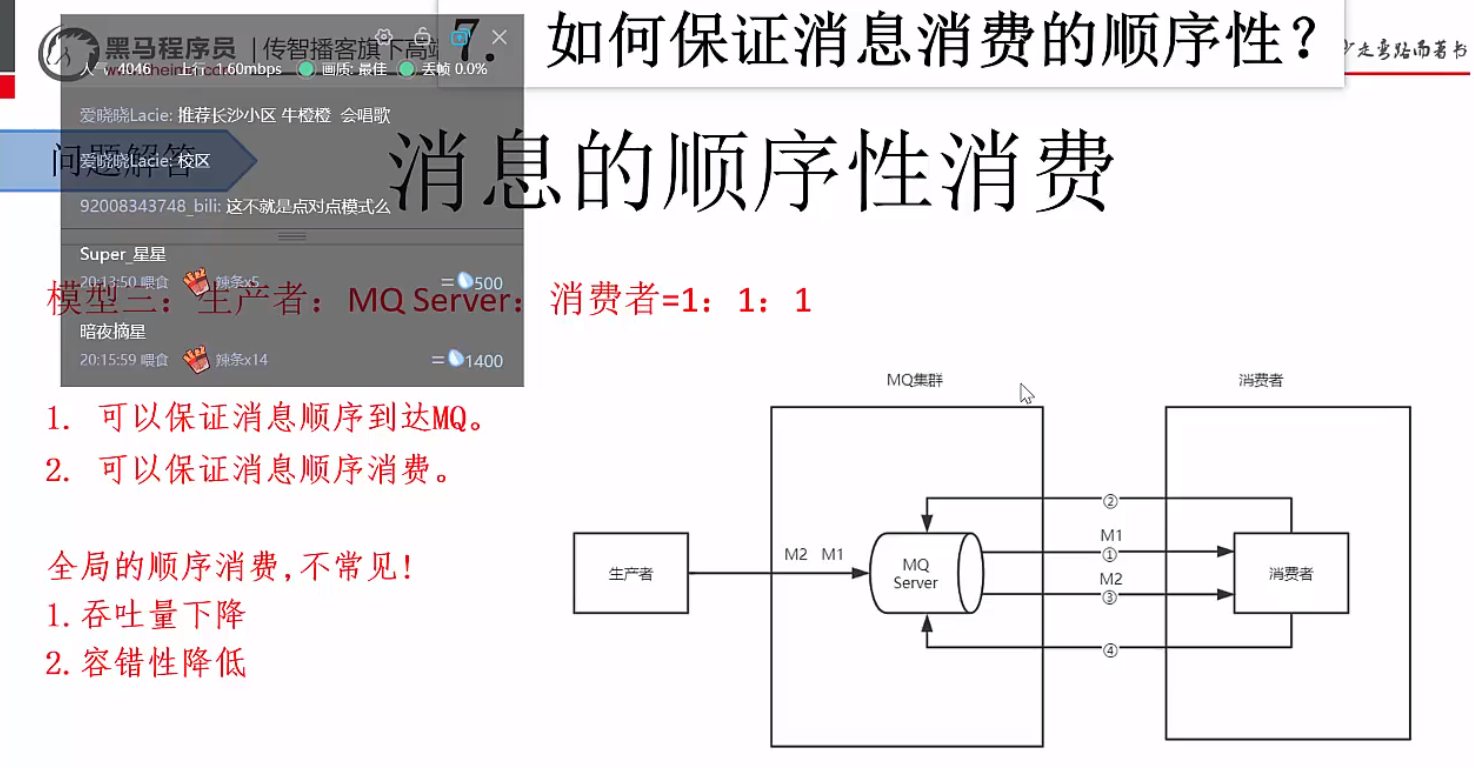 7. 如何保证消息消费的顺序性？
黑马程序员 | 传智播客旗下高端
少走弯路而著书
人气 4046 上行 1.60mbps 画质: 最佳 丢帧 0.0%
爱晓晓Lacie: 推荐长沙小区 牛橙橙 会唱歌
问题解答
爱晓晓Lacie: 校区
92008343748_bili: 这不就是点对点模式么
消息的顺序性消费
Super_星星
20:13:50 喂食 辣条x5 =500
模型三：生产者：MQ Server：消费者=1：1：1
暗夜摘星
20:15:59 喂食 辣条x14 =1400
1. 可以保证消息顺序到达MQ。
2. 可以保证消息顺序消费。
全局的顺序消费,不常见!
1.吞吐量下降
2.容错性降低
MQ集群
消费者
②
M1
①
M2
③
④
生产者
M2 M1
MQ
Server
消费者